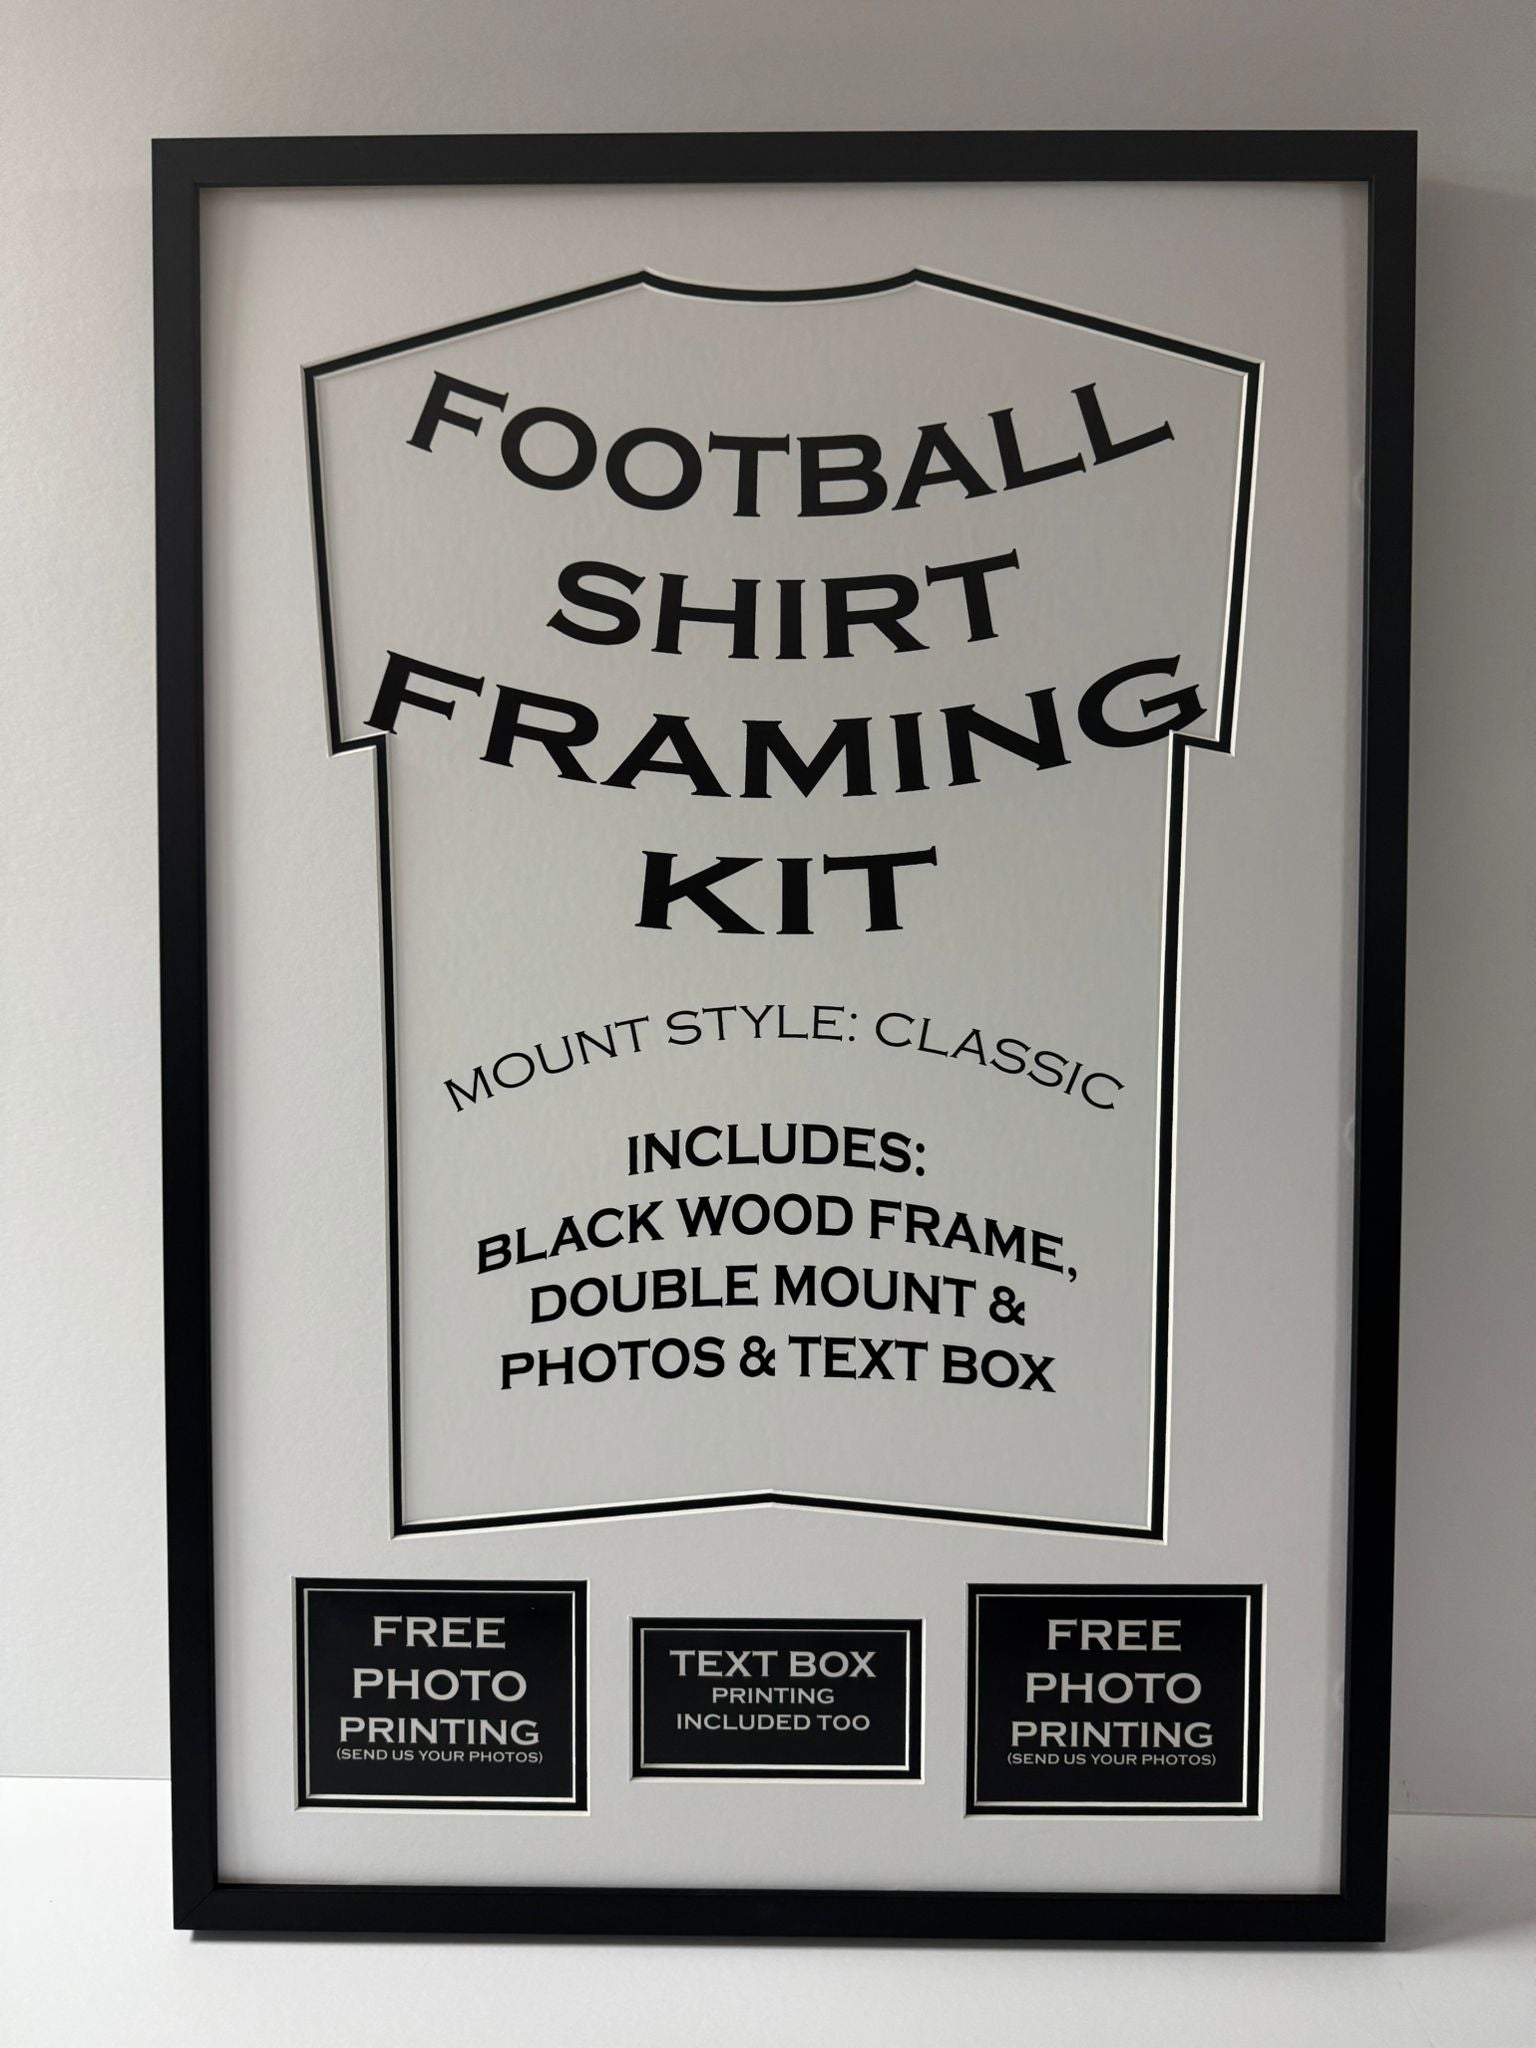 FOOTBALL
SHIRT
FRAMING
KIT
MOUNT STYLE: CLASSIC
INCLUDES:
BLACK WOOD FRAME,
DOUBLE MOUNT &
PHOTOS & TEXT BOX
FREE
PHOTO
PRINTING
(SEND US YOUR PHOTOS)
TEXT BOX
PRINTING
INCLUDED TOO
FREE
PHOTO
PRINTING
(SEND US YOUR PHOTOS)